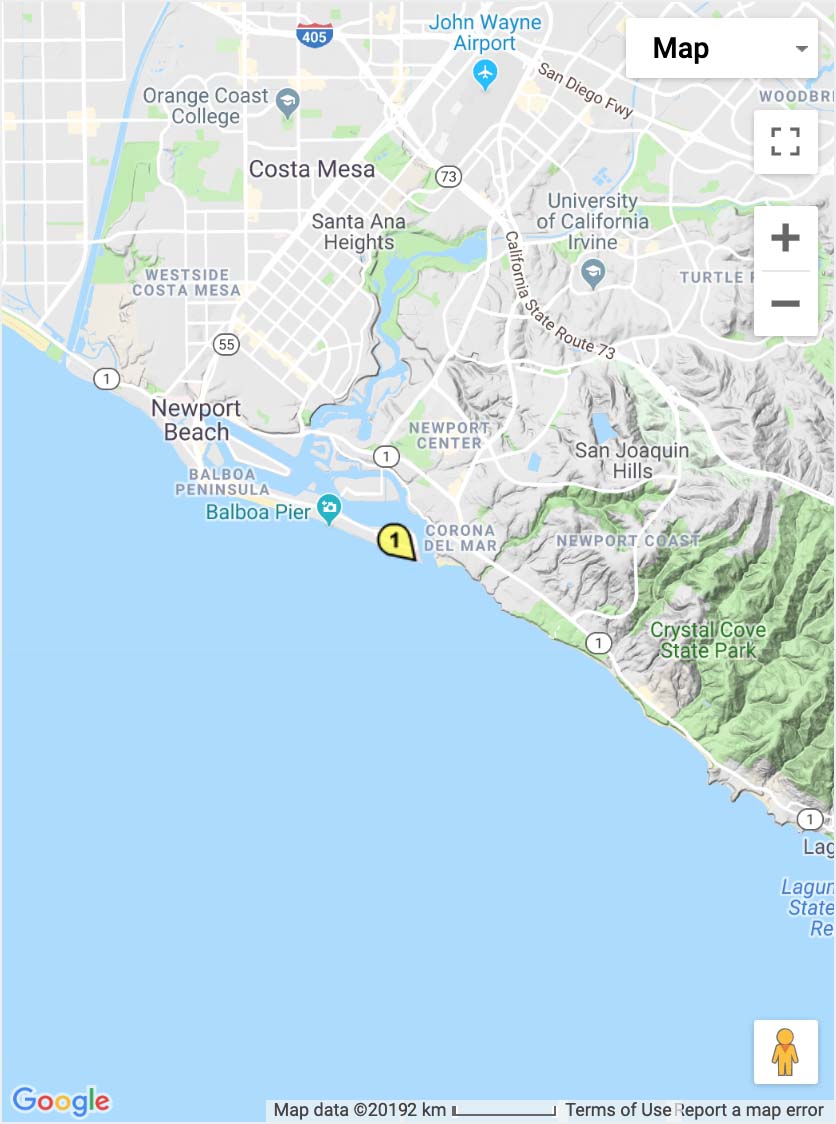 John Wayne
Airport
405
Map
San Diego Fwy
WOODBRI
Orange Coast
College
Costa Mesa
73
University
of California
Irvine
Santa Ana
Heights
California State Route 73
WESTSIDE
COSTA MESA
TURTLE R
55
1
Newport
Beach
NEWPORT
CENTER
1
San Joaquin
Hills
BALBOA
PENINSULA
Balboa Pier
1
CORONA
DEL MAR
NEWPORT COAST
1
Crystal Cove
State Park
1
Lag
Lagun
State
Re
Google
Map data ©2019
2 km
Terms of Use
Report a map error